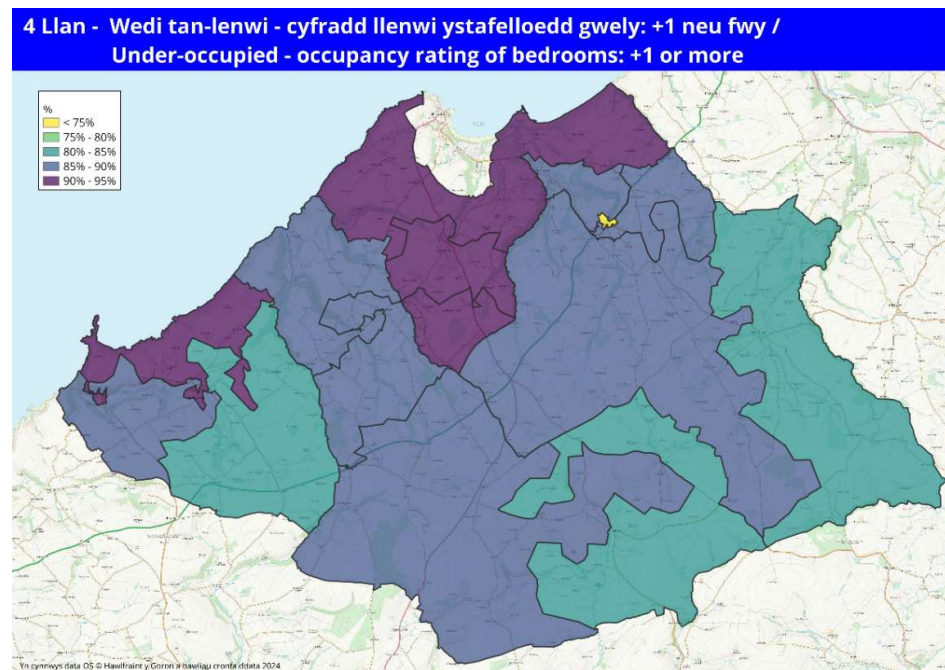 4 Llan - Wedi tan-lenwi - cyfradd llenwi ystafelloedd gwely: +1 neu fwy /
Under-occupied - occupancy rating of bedrooms: +1 or more
%
< 75%
75% - 80%
80% - 85%
85% - 90%
90% - 95%
Yn cynnwys data OS © Hawlfraint y Goron a hawliau cronfa ddata 2024